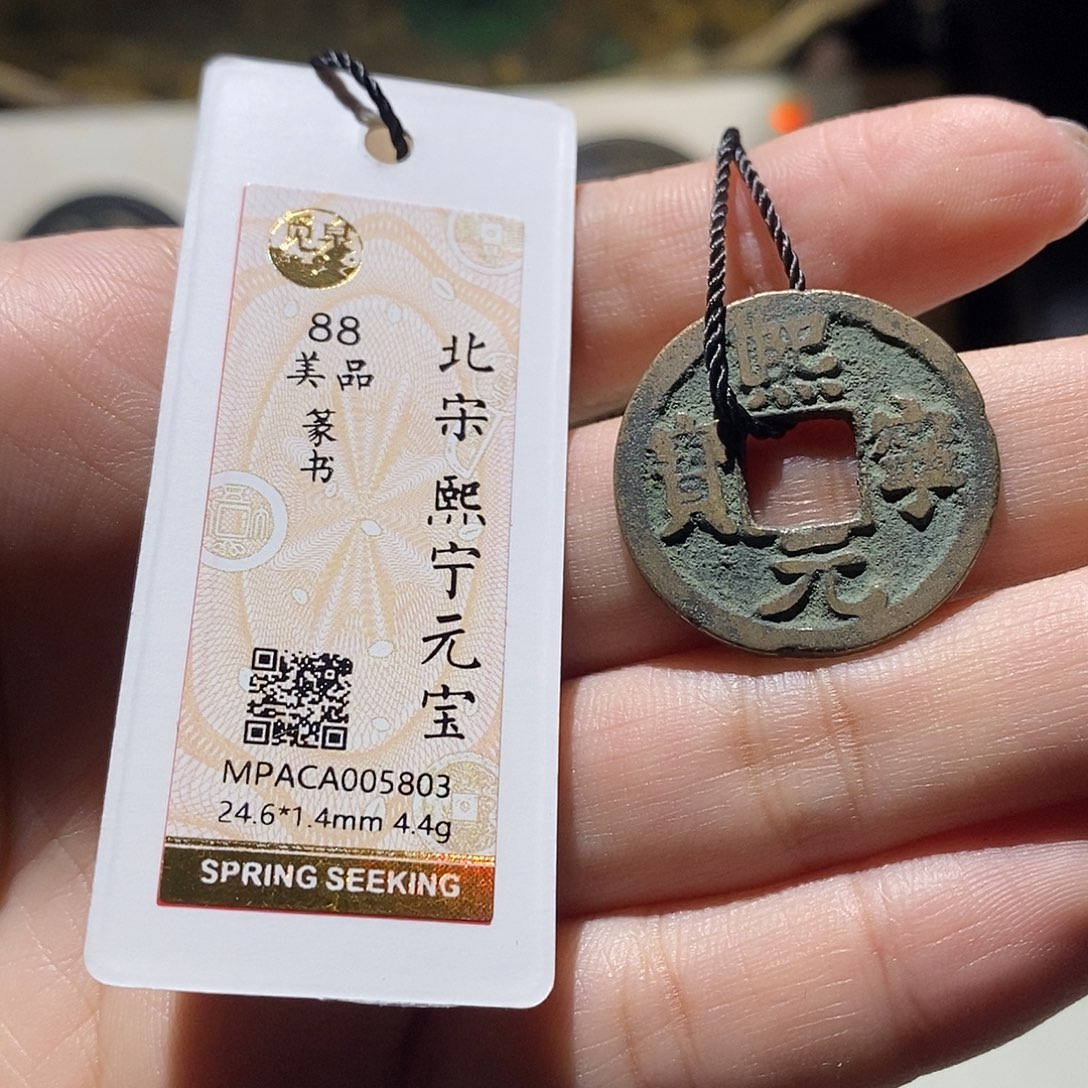 觅泉
88
美品
篆书
北宋熙宁元宝
MPACA005803
24.6*1.4mm 4.4g
SPRING SEEKING
熙寧元寶